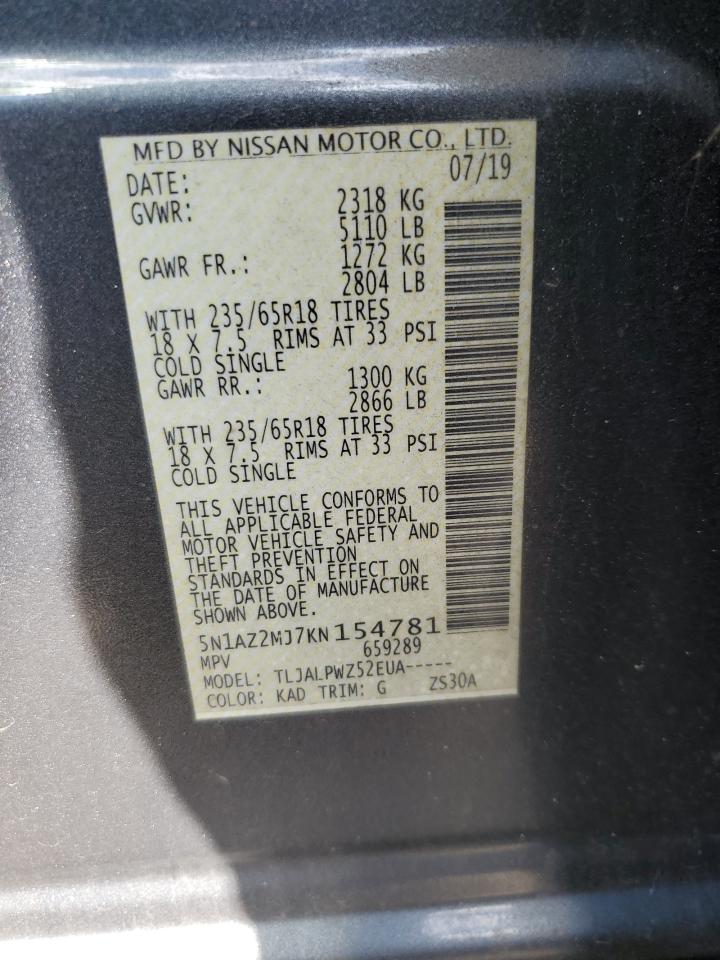 MFD BY NISSAN MOTOR CO., LTD.
DATE: 07/19
GVWR: 2318 KG
5110 LB
GAWR FR.: 1272 KG
2804 LB
WITH 235/65R18 TIRES
18 X 7.5 RIMS AT 33 PSI
COLD SINGLE
GAWR RR.: 1300 KG
2866 LB
WITH 235/65R18 TIRES
18 X 7.5 RIMS AT 33 PSI
COLD SINGLE
THIS VEHICLE CONFORMS TO
ALL APPLICABLE FEDERAL
MOTOR VEHICLE SAFETY AND
THEFT PREVENTION
STANDARDS IN EFFECT ON
THE DATE OF MANUFACTURE
SHOWN ABOVE.
5N1AZ2MJ7KN154781
MPV 659289
MODEL: TLJALPWZ52EUA-----
COLOR: KAD TRIM: G ZS30A